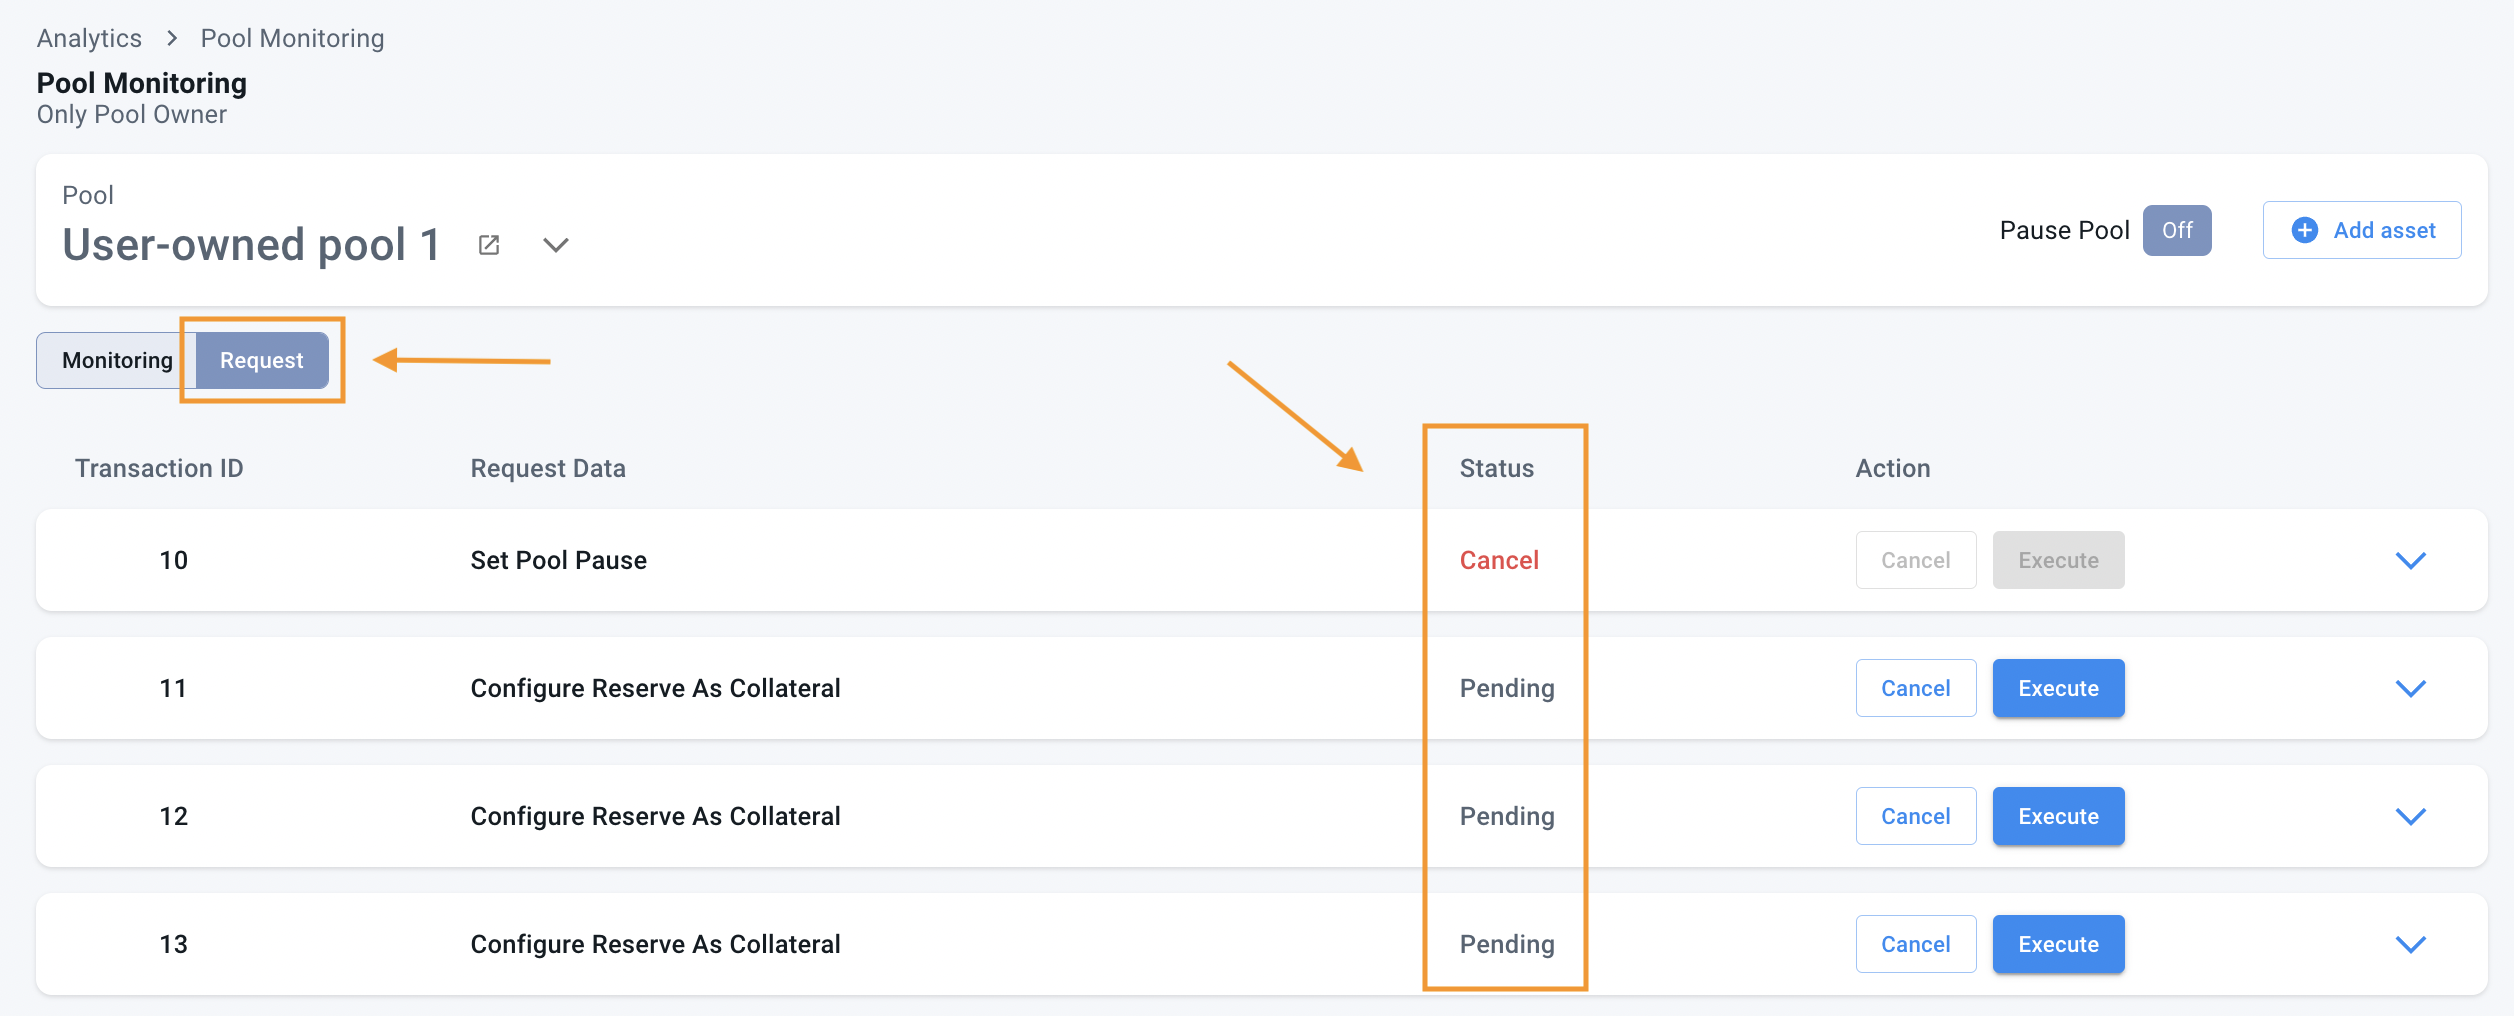 Analytics > Pool Monitoring
Pool Monitoring
Only Pool Owner
Pool
User-owned pool 1
Pause Pool Off Add asset
Monitoring Request
Transaction ID Request Data Status Action
10 Set Pool Pause Cancel Cancel Execute
11 Configure Reserve As Collateral Pending Cancel Execute
12 Configure Reserve As Collateral Pending Cancel Execute
13 Configure Reserve As Collateral Pending Cancel Execute